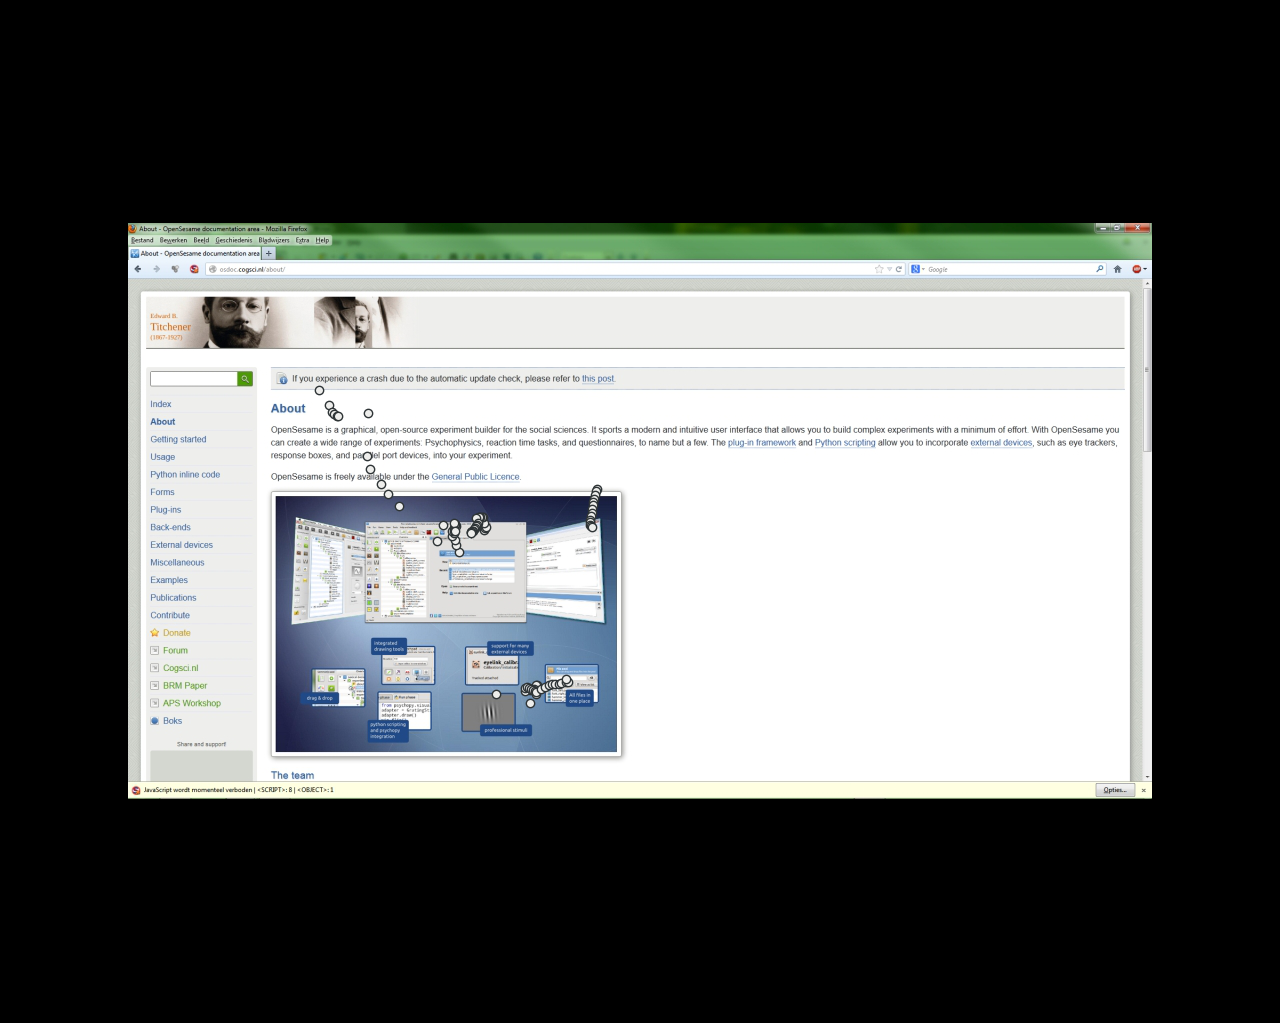 About - OpenSesame documentation area - Mozilla Firefox
Bestand Bewerken Beeld Geschiedenis Bladwijzers Extra Help
About - OpenSesame documentation area
osdoc.cogsci.nl/about/
Google
Edward B.
Titchener
(1867-1927)
If you experience a crash due to the automatic update check, please refer to this post.
Index
About
Getting started
Usage
Python inline code
Forms
Plug-ins
Back-ends
External devices
Miscellaneous
Examples
Publications
Contribute
Donate
Forum
Cogsci.nl
BRM Paper
APS Workshop
Boks
Share and support!
About
OpenSesame is a graphical, open-source experiment builder for the social sciences. It sports a modern and intuitive user interface that allows you to build complex experiments with a minimum of effort. With OpenSesame you
can create a wide range of experiments: Psychophysics, reaction time tasks, and questionnaires, to name but a few. The plug-in framework and Python scripting allow you to incorporate external devices, such as eye trackers,
response boxes, and parallel port devices, into your experiment.
OpenSesame is freely available under the General Public Licence.
integrated
drawing tools
support for many
external devices
eyelink_calibr
drag & drop
All files in
one place
from psychopy.visua
adapter = GratingSt
adapter.draw()
python scripting
and psychopy
integration
professional stimuli
The team
JavaScript wordt momenteel verboden | <SCRIPT>: 8 | <OBJECT>: 1
Opties...